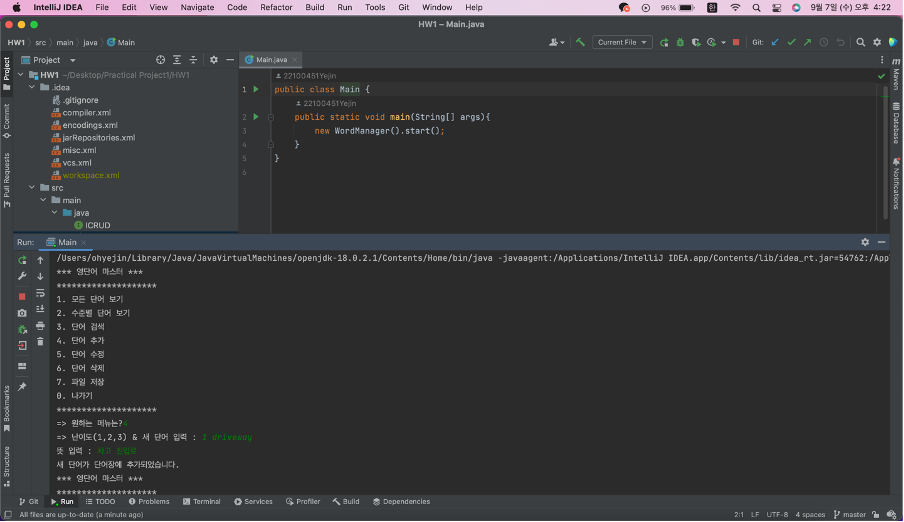 IntelliJ IDEA File Edit View Navigate Code Refactor Build Run Tools Git Window Help 96% 9월 7일 (수) 오후 4:22
HW1 – Main.java
HW1 > src > main > java > Main Current File Git:
Project Main.java
22100451Yejin
HW1 ~/Desktop/Practical Project1/HW1
1 public class Main {
.idea
22100451Yejin
.gitignore
2 public static void main(String[] args){
compiler.xml
3 new WordManager().start();
encodings.xml
4 }
jarRepositories.xml
5 }
misc.xml
6
vcs.xml
workspace.xml
src
main
java
ICRUD
Project
Commit
Pull Requests
Bookmarks
Structure
m
Maven
Database
Notifications
Run: Main
/Users/ohyejin/Library/Java/JavaVirtualMachines/openjdk-18.0.2.1/Contents/Home/bin/java -javaagent:/Applications/IntelliJ IDEA.app/Contents/lib/idea_rt.jar=54762:/App
*** 영단어 마스터 ***
********************
1. 모든 단어 보기
2. 수준별 단어 보기
3. 단어 검색
4. 단어 추가
5. 단어 수정
6. 단어 삭제
7. 파일 저장
0. 나가기
********************
=> 원하는 메뉴는?4
=> 난이도(1,2,3) & 새 단어 입력 : 1 driveway
뜻 입력 : 차고 진입로
새 단어가 단어장에 추가되었습니다.
*** 영단어 마스터 ***
********************
Git Run TODO Problems Terminal Services Profiler Build Dependencies
All files are up-to-date (a minute ago) 2:1 LF UTF-8 4 spaces master